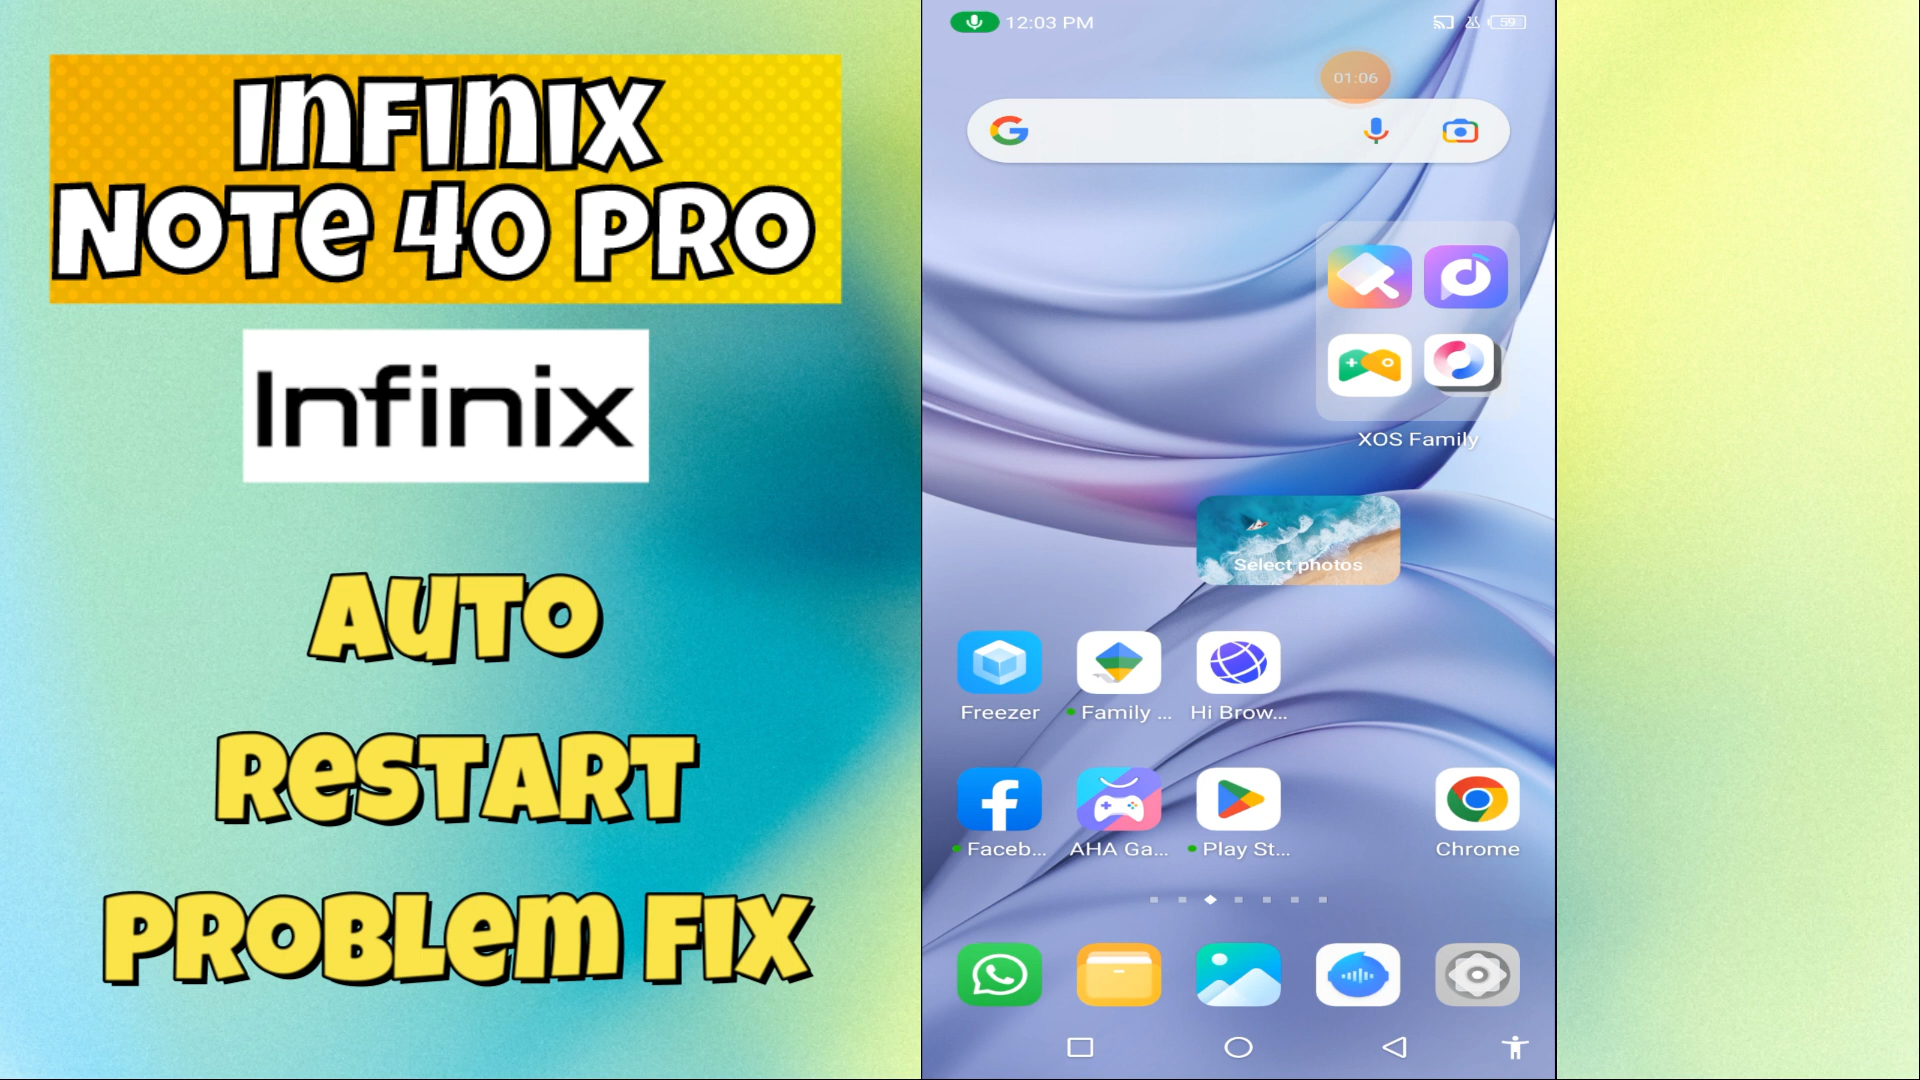 INFINIX
NOTE 40 PRO
Infinix
AUTO
RESTART
PROBLEM FIX
12:03 PM
59
01:06
XOS Family
Select photos
Freezer
Family ...
Hi Brow...
Faceb...
AHA Ga...
Play St...
Chrome